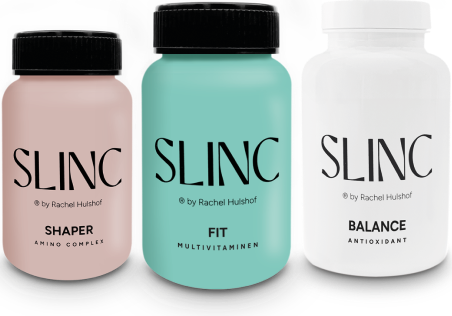 SLINC
® by Rachel Hulshof
SHAPER
AMINO COMPLEX
SLINC
® by Rachel Hulshof
FIT
MULTIVITAMINEN
SLINC
® by Rachel Hulshof
BALANCE
ANTIOXIDANT